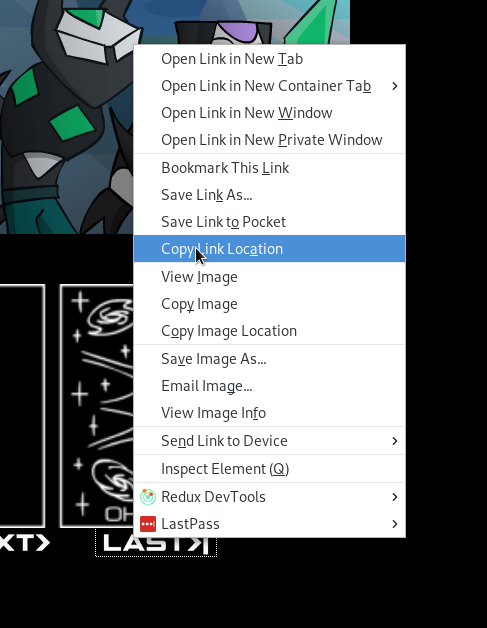 Open Link in New Tab
Open Link in New Container Tab
Open Link in New Window
Open Link in New Private Window
Bookmark This Link
Save Link As...
Save Link to Pocket
Copy Link Location
View Image
Copy Image
Copy Image Location
Save Image As...
Email Image...
View Image Info
Send Link to Device
Inspect Element (Q)
Redux DevTools
LastPass
OH
XT>
LAST>|